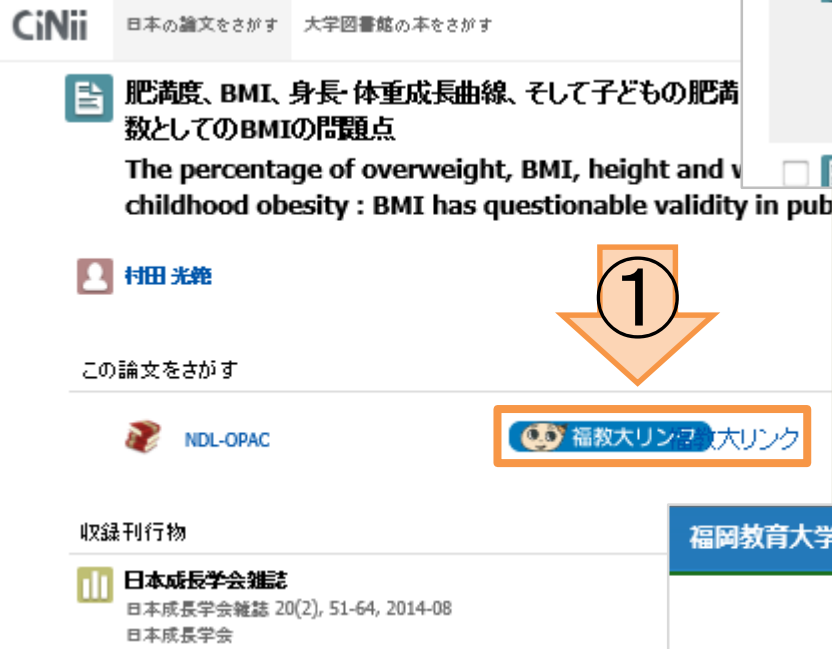 CiNii 日本の論文をさがす 大学図書館の本をさがす
肥満度、BMI、身長・体重成長曲線、そして子どもの肥満
数としてのBMIの問題点
The percentage of overweight, BMI, height and
childhood obesity : BMI has questionable validity in pub
村田 光範
①
この論文をさがす
NDL-OPAC
福教大リンク 福教大リンク
収録刊行物
福岡教育大学
日本成長学会雑誌
日本成長学会雑誌 20(2), 51-64, 2014-08
日本成長学会